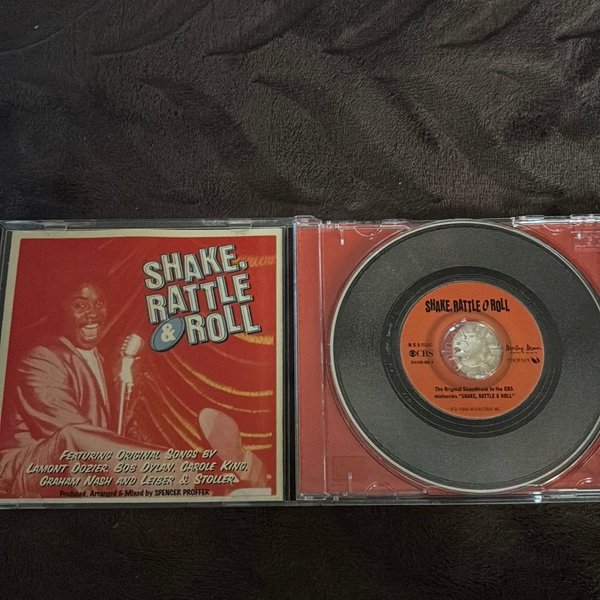 SHAKE,
RATTLE
& ROLL
FEATURING ORIGINAL SONGS BY
LAMONT DOZIER, BOB DYLAN, CAROLE KING,
GRAHAM NASH AND LEIBER & STOLLER
Produced, Arranged & Mixed by SPENCER PROFFER
SHAKE, RATTLE & ROLL
CBS
The Original Soundtrack to the CBS
miniseries "SHAKE, RATTLE & ROLL"